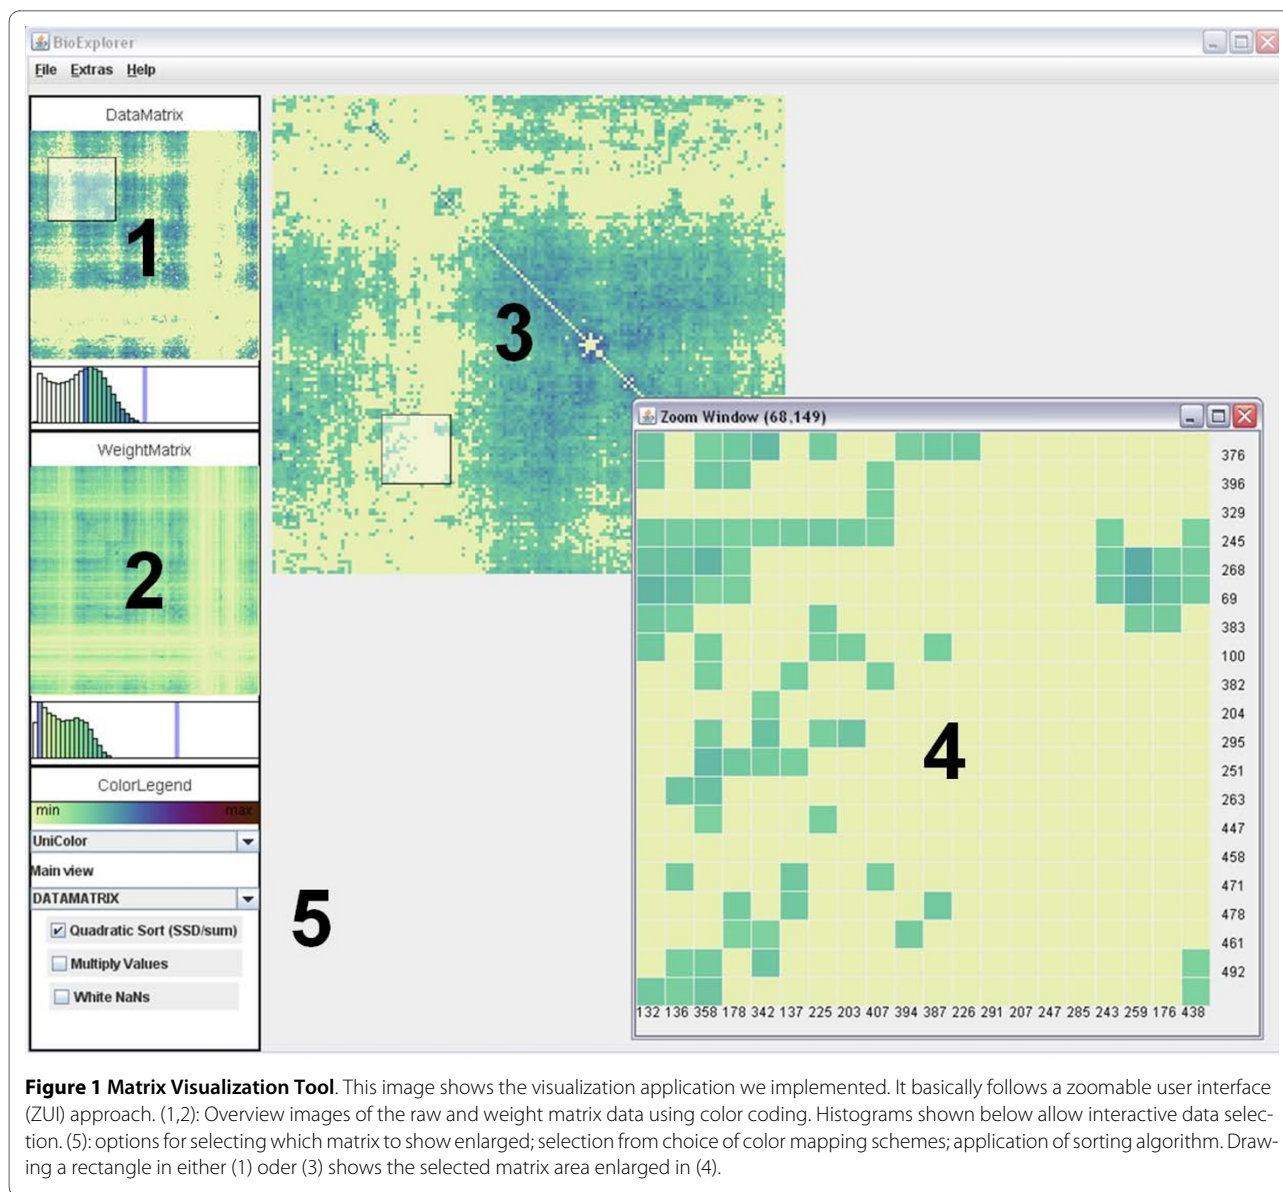 BioExplorer
File Extras Help
DataMatrix
1
WeightMatrix
2
ColorLegend
min max
UniColor
Main view
DATAMATRIX
Quadratic Sort (SSD/sum)
Multiply Values
White NaNs
3
5
Zoom Window (68,149)
376
396
329
245
268
69
383
100
382
204
295
251
263
447
458
471
478
461
492
4
132 136 358 178 342 137 225 203 407 394 387 226 291 207 247 285 243 259 176 438
Figure 1 Matrix Visualization Tool. This image shows the visualization application we implemented. It basically follows a zoomable user interface
(ZUI) approach. (1,2): Overview images of the raw and weight matrix data using color coding. Histograms shown below allow interactive data selec-
tion. (5): options for selecting which matrix to show enlarged; selection from choice of color mapping schemes; application of sorting algorithm. Draw-
ing a rectangle in either (1) oder (3) shows the selected matrix area enlarged in (4).